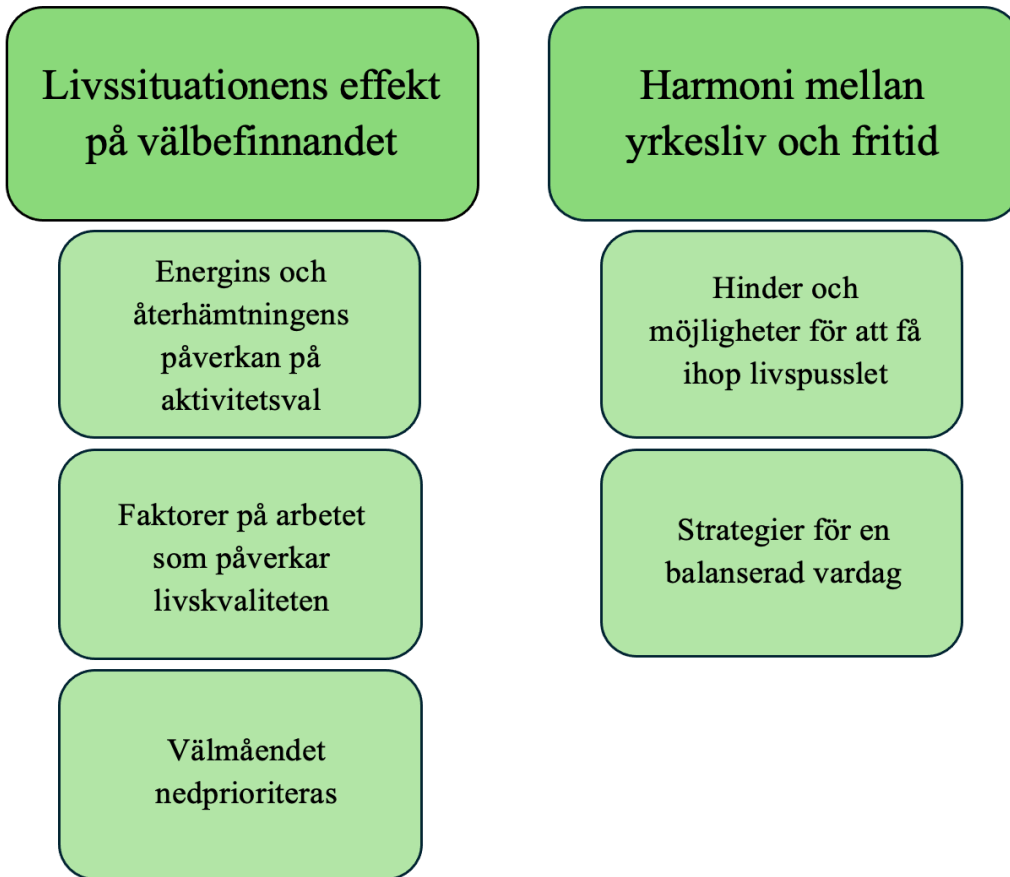 Livssituationens effekt
på välbefinnandet
Energins och
återhämtningens
påverkan på
aktivitetsval
Faktorer på arbetet
som påverkar
livskvaliteten
Välmåendet
nedprioriteras
Harmoni mellan
yrkesliv och fritid
Hinder och
möjligheter för att få
ihop livspusslet
Strategier för en
balanserad vardag